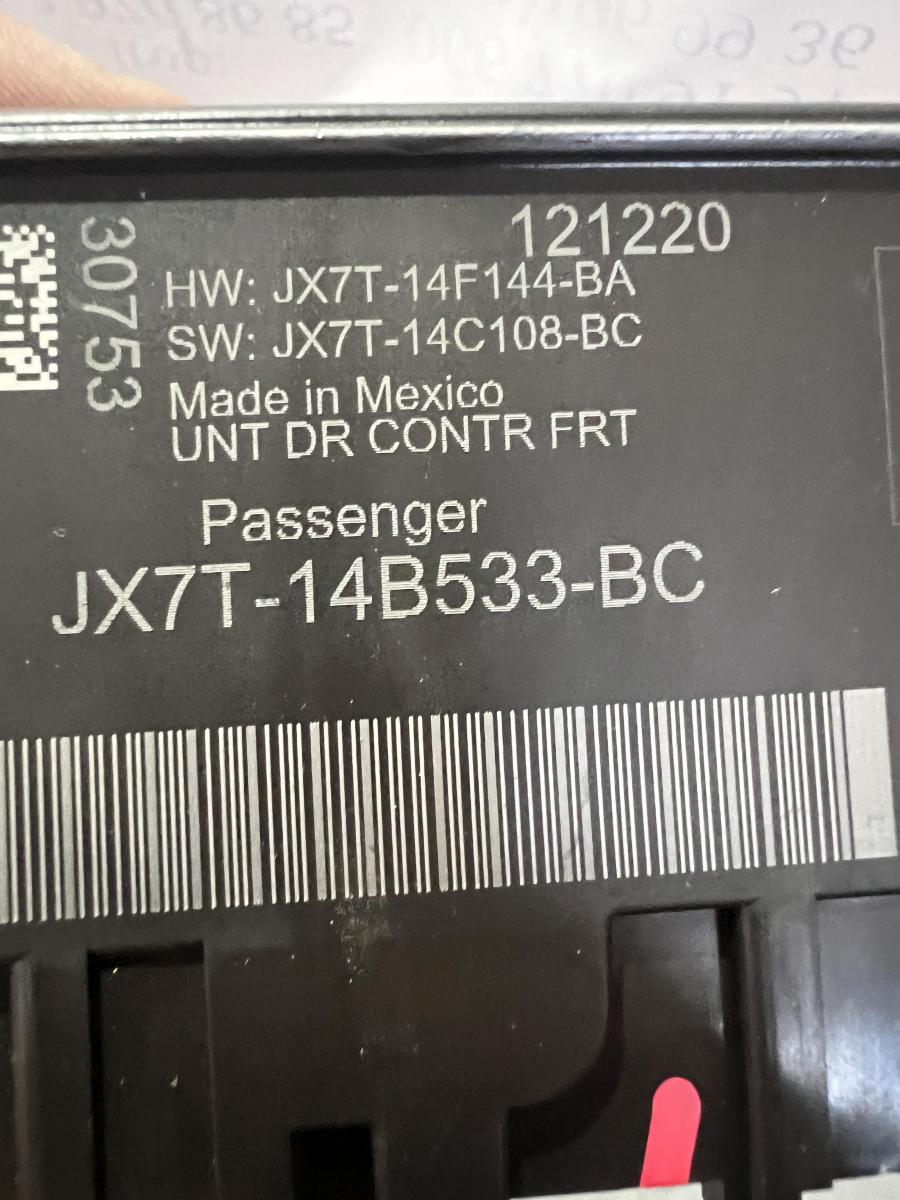 121220
30753
HW: JX7T-14F144-BA
SW: JX7T-14C108-BC
Made in Mexico
UNT DR CONTR FRT
Passenger
JX7T-14B533-BC